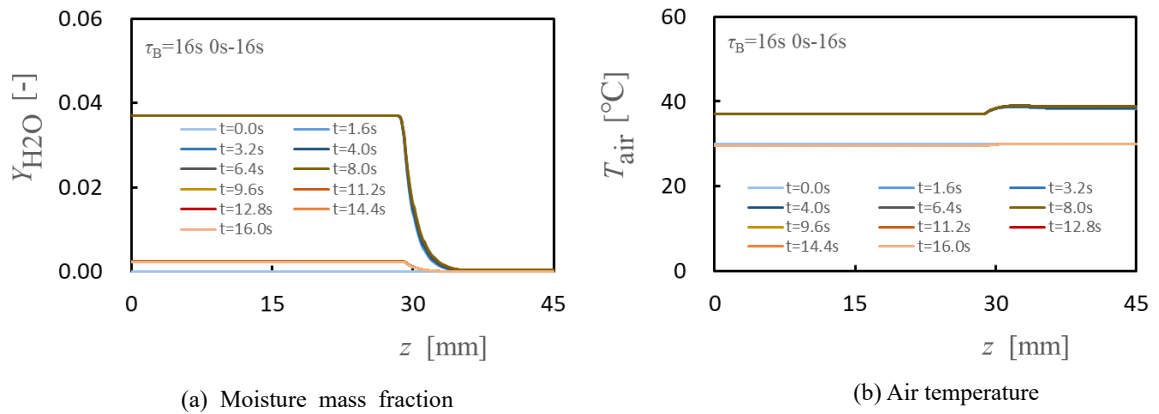 0.06
0.04
0.02
0.00
Y_H2O [-]
τ_B=16s 0s-16s
t=0.0s t=1.6s
t=3.2s t=4.0s
t=6.4s t=8.0s
t=9.6s t=11.2s
t=12.8s t=14.4s
t=16.0s
0 15 30 45
z [mm]
(a) Moisture mass fraction
60
40
20
0
T_air [°C]
τ_B=16s 0s-16s
t=0.0s t=1.6s t=3.2s
t=4.0s t=6.4s t=8.0s
t=9.6s t=11.2s t=12.8s
t=14.4s t=16.0s
0 15 30 45
z [mm]
(b) Air temperature